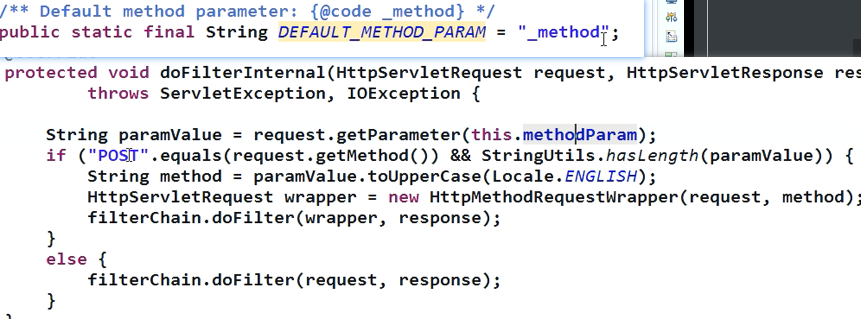 /** Default method parameter: {@code _method} */
public static final String DEFAULT_METHOD_PARAM = "_method";
protected void doFilterInternal(HttpServletRequest request, HttpServletResponse res
throws ServletException, IOException {
String paramValue = request.getParameter(this.methodParam);
if ("POST".equals(request.getMethod()) && StringUtils.hasLength(paramValue)) {
String method = paramValue.toUpperCase(Locale.ENGLISH);
HttpServletRequest wrapper = new HttpMethodRequestWrapper(request, method);
filterChain.doFilter(wrapper, response);
}
else {
filterChain.doFilter(request, response);
}